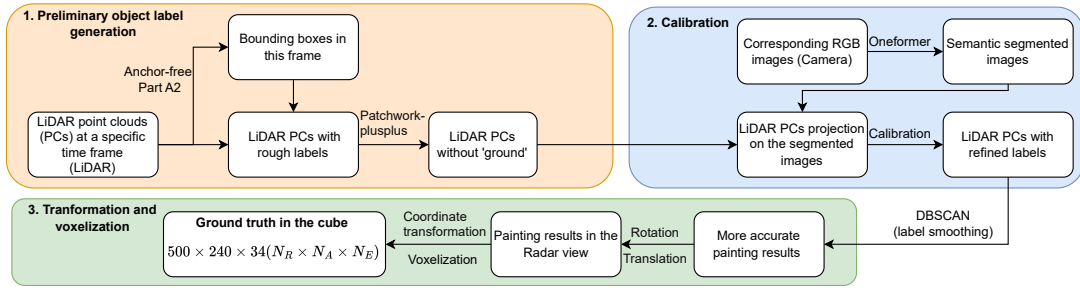 1. Preliminary object label
generation
Bounding boxes in
this frame
Anchor-free
Part A2
LiDAR point clouds
(PCs) at a specific
time frame
(LiDAR)
LiDAR PCs with
rough labels
Patchwork-
plusplus
LiDAR PCs
without 'ground'
2. Calibration
Corresponding RGB
images (Camera)
Oneformer
Semantic segmented
images
LiDAR PCs projection
on the segmented
images
Calibration
LiDAR PCs with
refined labels
DBSCAN
(label smoothing)
3. Tranformation and
voxelization
Ground truth in the cube
500 × 240 × 34(N_R × N_A × N_E)
Coordinate
transformation
Voxelization
Painting results in the
Radar view
Rotation
Translation
More accurate
painting results